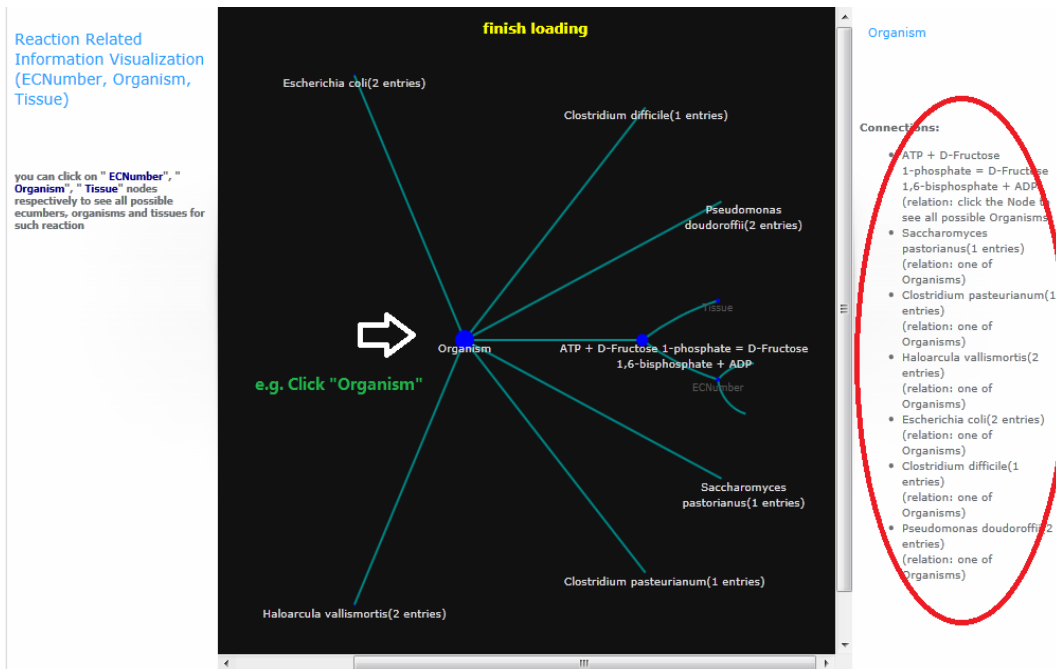 Reaction Related
Information Visualization
(ECNumber, Organism,
Tissue)
you can click on " ECNumber", "
Organism", " Tissue" nodes
respectively to see all possible
ecumbers, organisms and tissues for
such reaction
finish loading
Escherichia coli(2 entries)
Clostridium difficile(1 entries)
Pseudomonas
doudoroffii(2 entries)
Tissue
Organism
ATP + D-Fructose 1-phosphate = D-Fructose
1,6-bisphosphate + ADP
ECNumber
e.g. Click "Organism"
Saccharomyces
pastorianus(1 entries)
Clostridium pasteurianum(1 entries)
Haloarcula vallismortis(2 entries)
Organism
Connections:
ATP + D-Fructose
1-phosphate = D-Fructose
1,6-bisphosphate + ADP
(relation: click the Node to
see all possible Organisms
Saccharomyces
pastorianus(1 entries)
(relation: one of
Organisms)
Clostridium pasteurianum(1
entries)
(relation: one of
Organisms)
Haloarcula vallismortis(2
entries)
(relation: one of
Organisms)
Escherichia coli(2 entries)
(relation: one of
Organisms)
Clostridium difficile(1
entries)
(relation: one of
Organisms)
Pseudomonas doudoroffii(2
entries)
(relation: one of
Organisms)